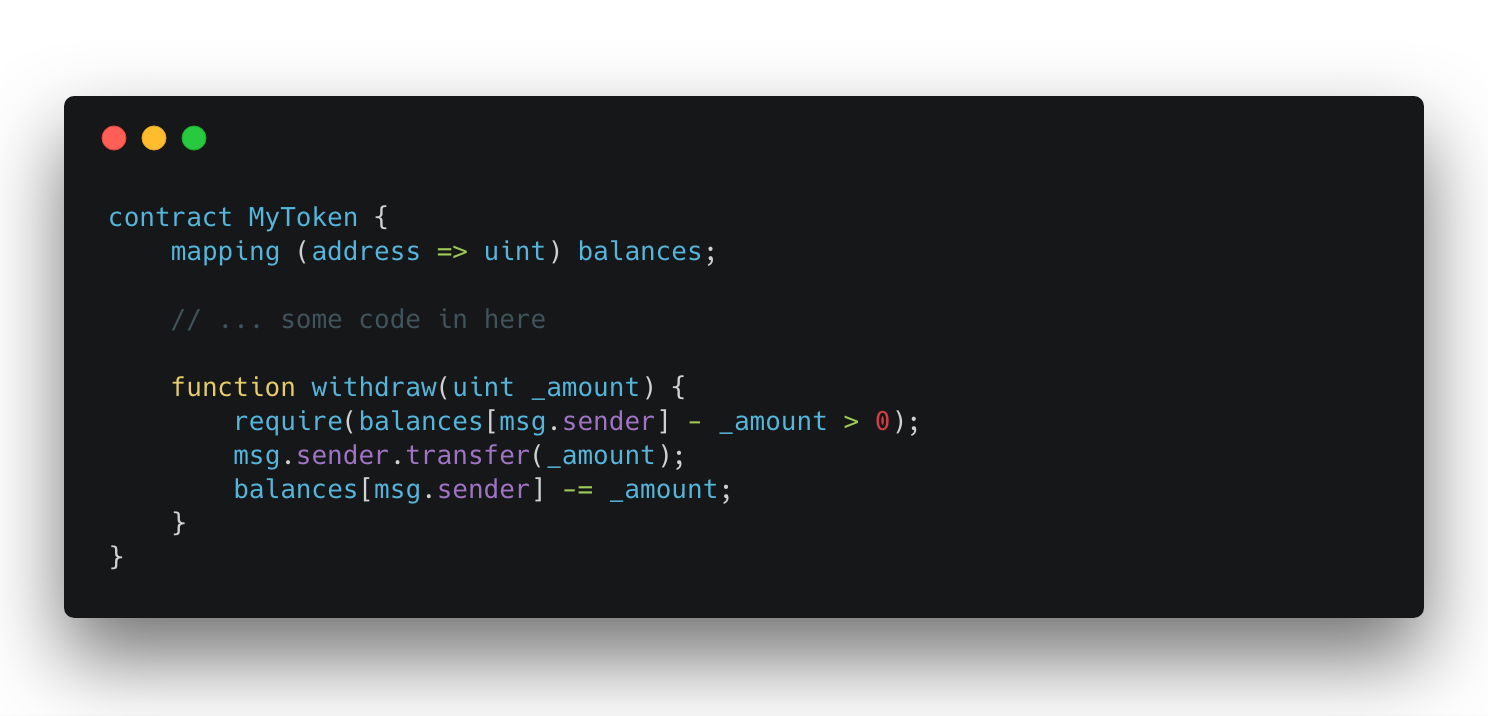 contract MyToken {
    mapping (address => uint) balances;
    // ... some code in here
    function withdraw(uint _amount) {
        require(balances[msg.sender] - _amount > 0);
        msg.sender.transfer(_amount);
        balances[msg.sender] -= _amount;
    }
}